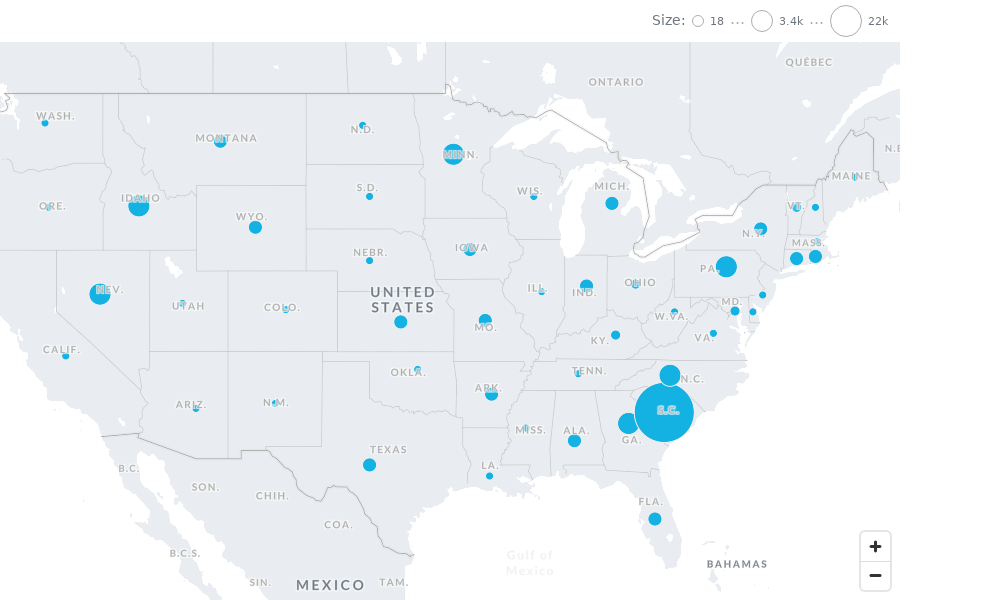 Size: 18 ... 3.4k ... 22k
QUÉBEC
ONTARIO
WASH.
MONTANA
N.D.
MINN.
N.B
MAINE
IDAHO
S.D.
WIS.
MICH.
ORE.
WYO.
VT.
N.Y.
MASS.
NEBR.
IOWA
PA.
NEV.
UNITED
STATES
ILL.
IND.
OHIO
UTAH
COLO.
MD.
W.VA.
MO.
KY.
VA.
CALIF.
OKLA.
TENN.
N.C.
ARK.
ARIZ.
N.M.
S.C.
MISS.
ALA.
GA.
TEXAS
LA.
B.C.
SON.
CHIH.
FLA.
COA.
B.C.S.
Gulf of
Mexico
BAHAMAS
SIN.
MEXICO
TAM.
+
−